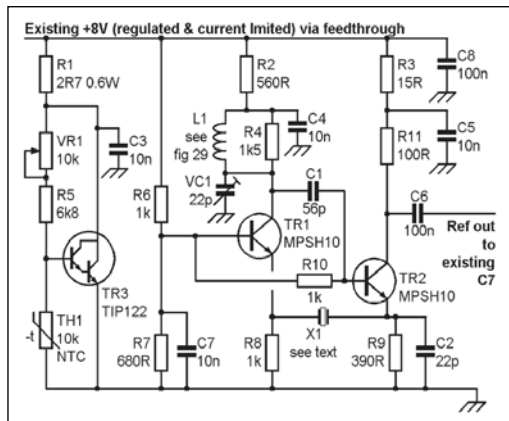 Existing +8V (regulated & current lmited) via feedthrough
R1
2R7 0.6W
R2
560R
R3
15R
C8
100n
VR1
10k
C3
10n
L1
see
fig 29
R4
1k5
C4
10n
R11
100R
C5
10n
R5
6k8
R6
1k
VC1
22p
C1
56p
C6
100n
TR1
MPSH10
Ref out
to
existing
C7
TR3
TIP122
R10
1k
TR2
MPSH10
-t
TH1
10k
NTC
R7
680R
C7
10n
R8
1k
X1
see text
R9
390R
C2
22p